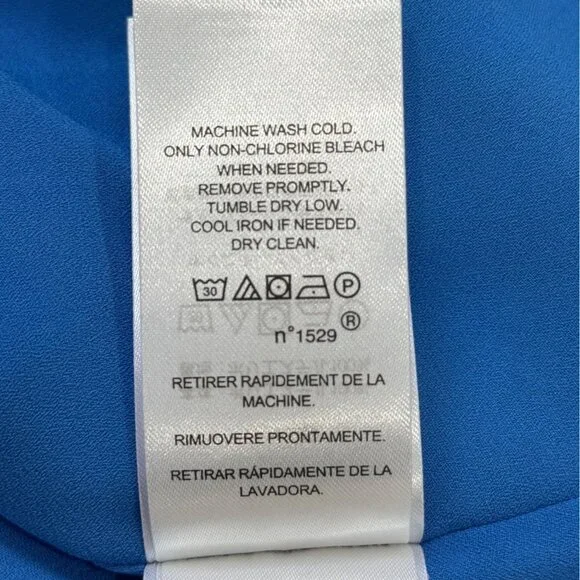 MACHINE WASH COLD.
ONLY NON-CHLORINE BLEACH
WHEN NEEDED.
REMOVE PROMPTLY.
TUMBLE DRY LOW.
COOL IRON IF NEEDED.
DRY CLEAN.
30 P
n°1529 ®
RETIRER RAPIDEMENT DE LA
MACHINE.
RIMUOVERE PRONTAMENTE.
RETIRAR RÁPIDAMENTE DE LA
LAVADORA.